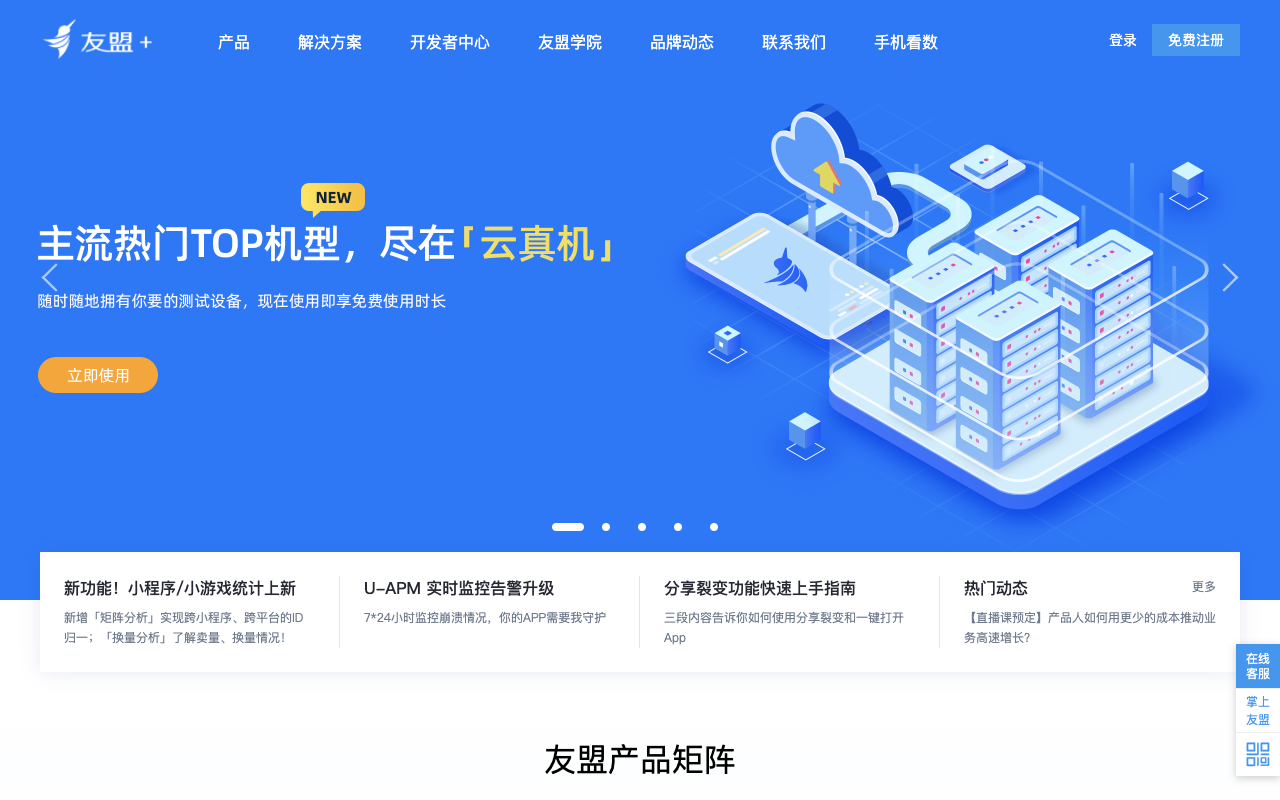 友盟+
产品
解决方案
开发者中心
友盟学院
品牌动态
联系我们
手机看数
登录
免费注册
NEW
主流热门TOP机型，尽在「云真机」
随时随地拥有你要的测试设备，现在使用即享免费使用时长
立即使用
新功能！小程序/小游戏统计上新
新增「矩阵分析」实现跨小程序、跨平台的ID
归一；「换量分析」了解卖量、换量情况！
U-APM 实时监控告警升级
7*24小时监控崩溃情况，你的APP需要我守护
分享裂变功能快速上手指南
三段内容告诉你如何使用分享裂变和一键打开
App
热门动态
更多
【直播课预定】产品人如何用更少的成本推动业
务高速增长?
在线
客服
掌上
友盟
友盟产品矩阵